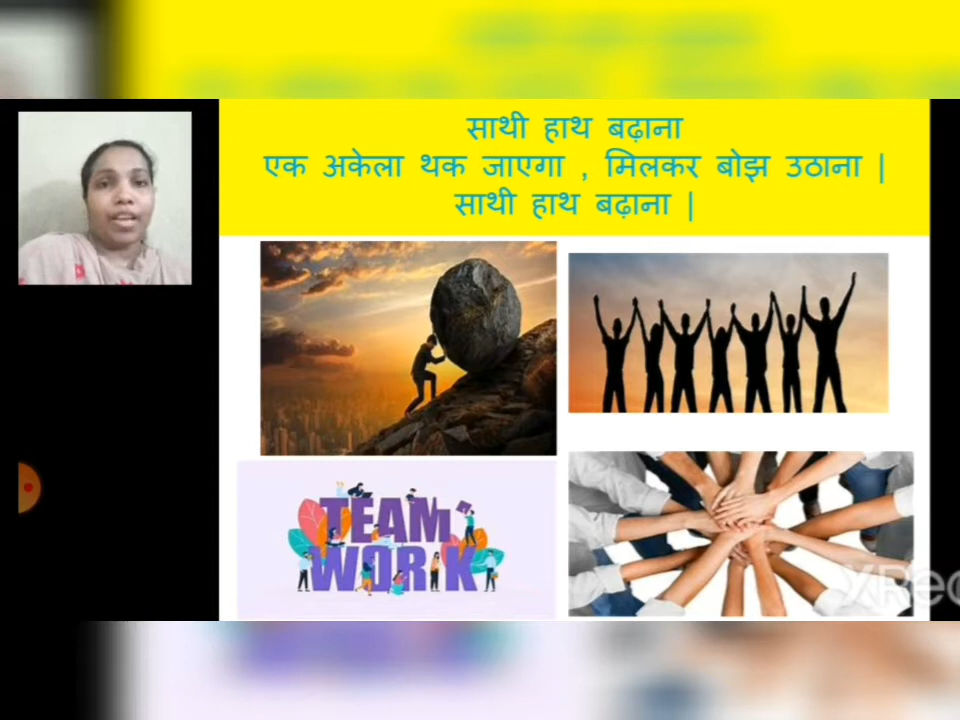 साथी हाथ बढ़ाना
एक अकेला थक जाएगा , मिलकर बोझ उठाना |
साथी हाथ बढ़ाना |
TEAM
WORK